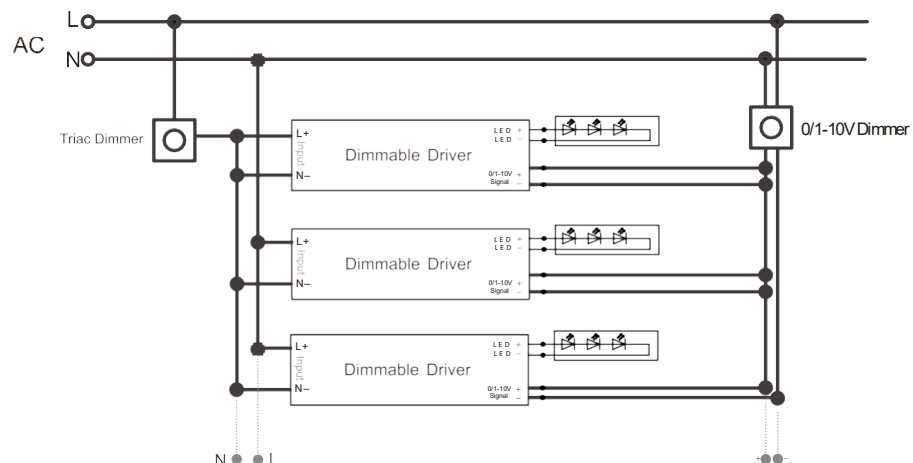 L
AC
N
Triac Dimmer
0/1-10V Dimmer
L+
Input
N–
Dimmable Driver
LED +
LED –
0/1-10V +
Signal –
L+
Input
N–
Dimmable Driver
LED +
LED –
0/1-10V +
Signal –
L+
Input
N–
Dimmable Driver
LED +
LED –
0/1-10V +
Signal –
N L + –